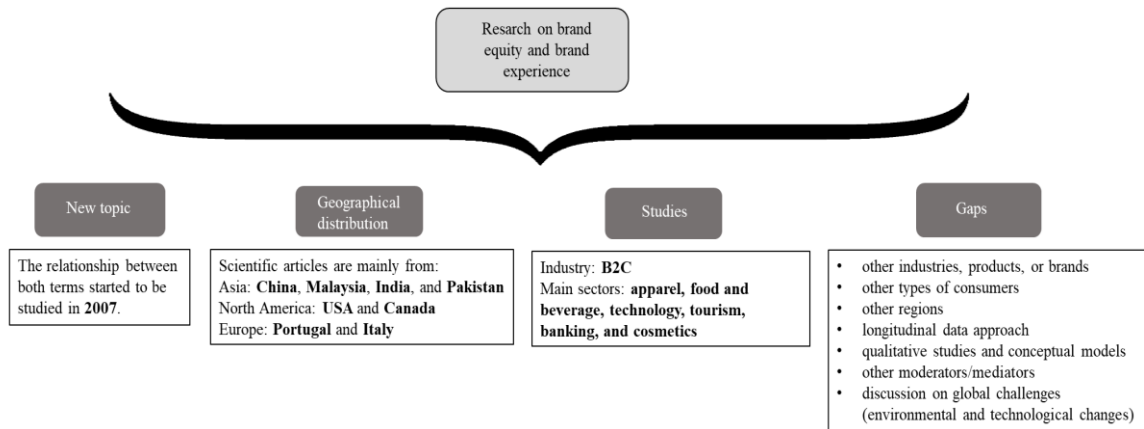 Resarch on brand
equity and brand
experience
New topic
The relationship between
both terms started to be
studied in 2007.
Geographical
distribution
Scientific articles are mainly from:
Asia: China, Malaysia, India, and Pakistan
North America: USA and Canada
Europe: Portugal and Italy
Studies
Industry: B2C
Main sectors: apparel, food and
beverage, technology, tourism,
banking, and cosmetics
Gaps
• other industries, products, or brands
• other types of consumers
• other regions
• longitudinal data approach
• qualitative studies and conceptual models
• other moderators/mediators
• discussion on global challenges
(environmental and technological changes)